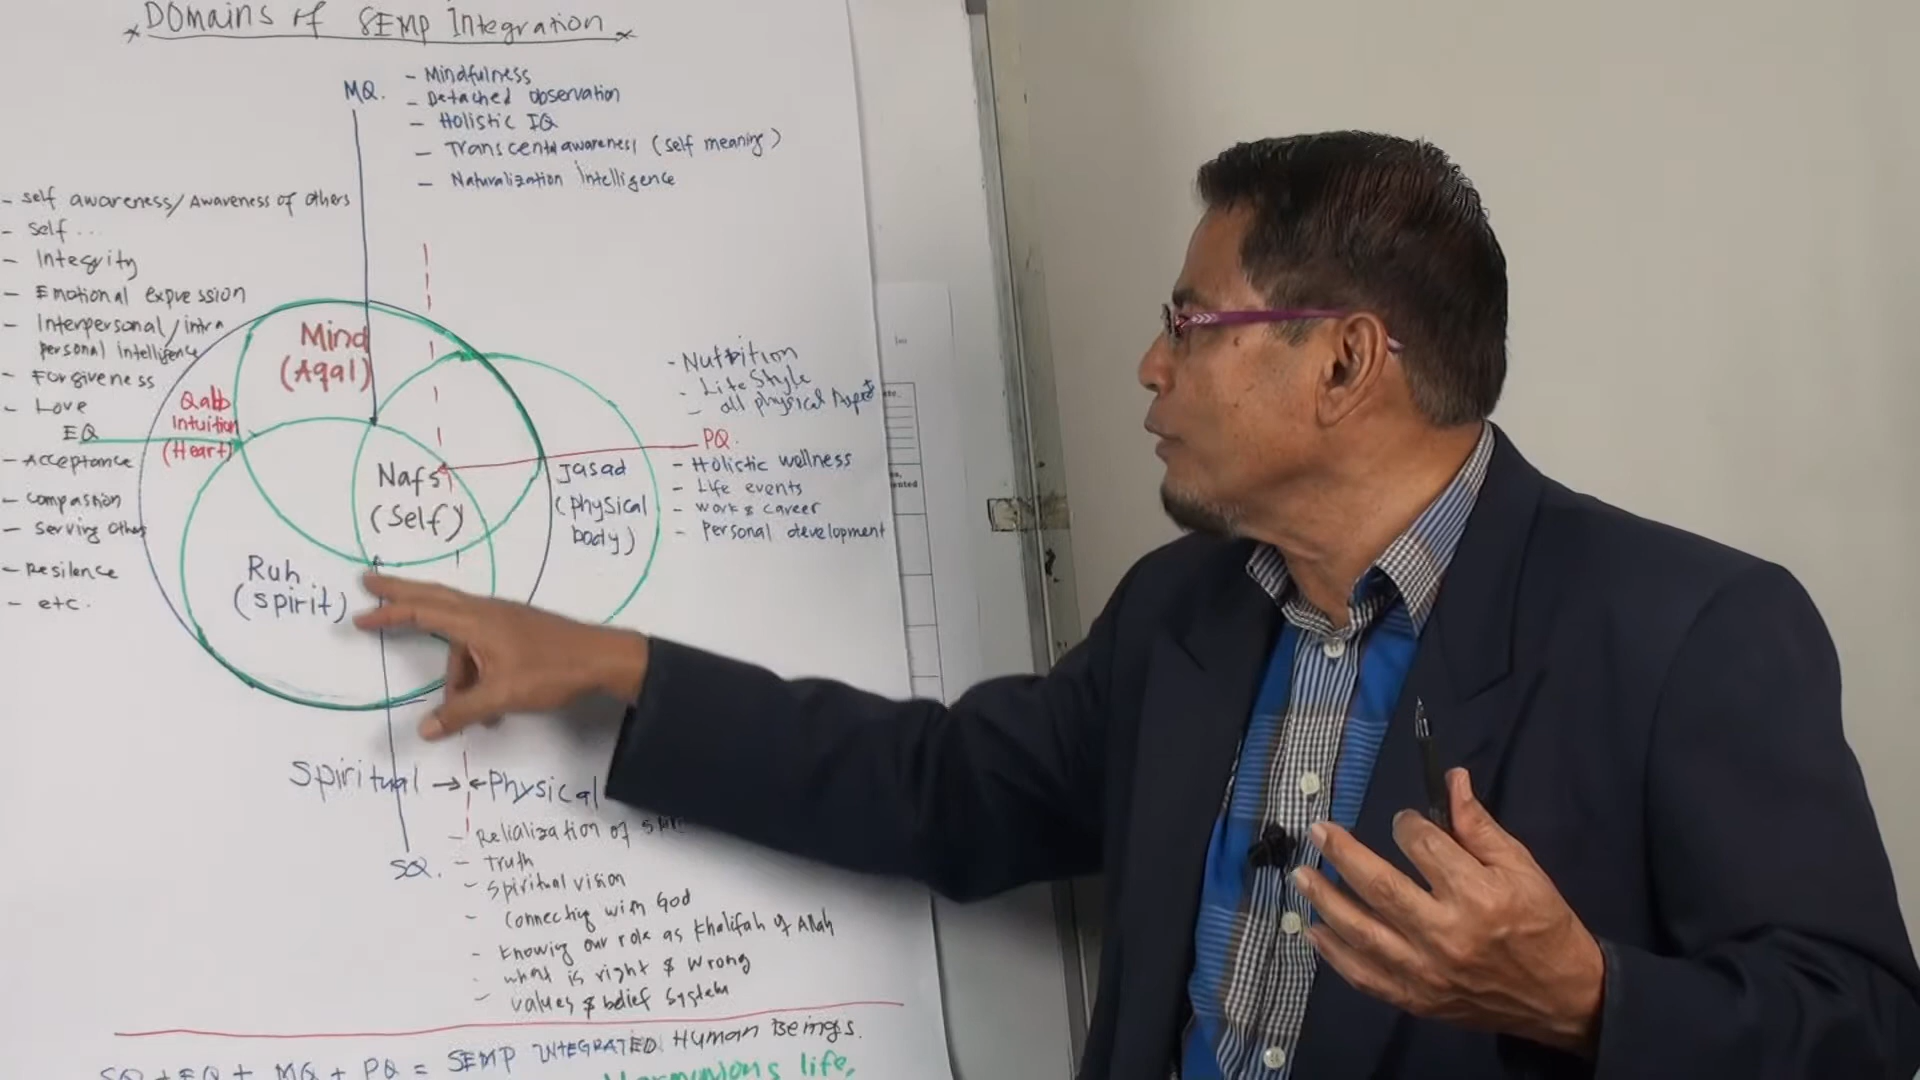 Domains of SEMP Integration
MQ.
- Mindfulness
- Detached observation
- Holistic IQ
- Transcental awareness (self meaning)
- Naturalization Intelligence
- self awareness/Awareness of others
- Self ...
- Integrity
- Emotional expression
- Interpersonal/intra
personal intelligence
- Forgiveness
- Love
EQ
- Acceptance
- compassion
- Serving others
- Resilence
- etc.
Mind
(Aqal)
Qalb
Intuition
(Heart)
Nafs
(Self)
Ruh
(spirit)
Jasad
(physical
body)
- Nutrition
- Life Style
- all physical Aspect
PQ.
- Holistic wellness
- Life events
- work & career
- Personal development
Spiritual → ← Physical
SQ.
- Relialization of
- Truth
- Spiritual vision
- Connecting with God
- Knowing our role as Khalifah of Allah
- what is right & wrong
- values & belief System
SQ + EQ + MQ + PQ = SEMP INTEGRATED Human Beings.
Harmonious life,